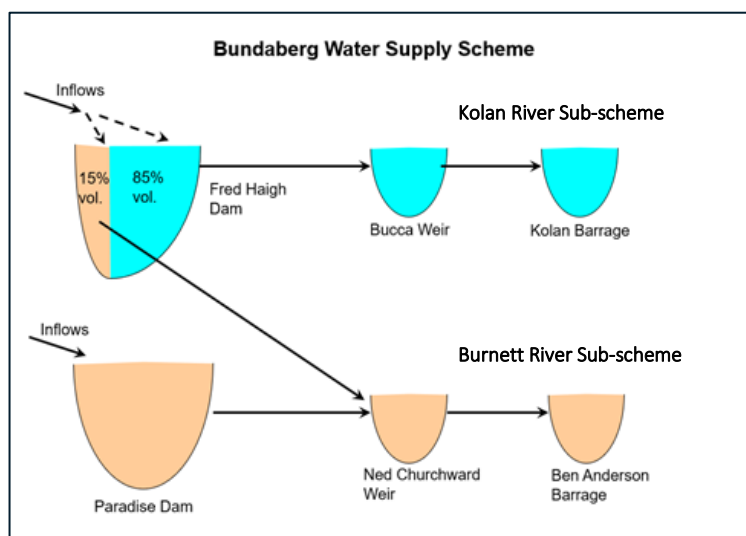 Bundaberg Water Supply Scheme
Inflows
Kolan River Sub-scheme
15%
vol.
85%
vol.
Fred Haigh
Dam
Bucca Weir
Kolan Barrage
Inflows
Burnett River Sub-scheme
Paradise Dam
Ned Churchward
Weir
Ben Anderson
Barrage